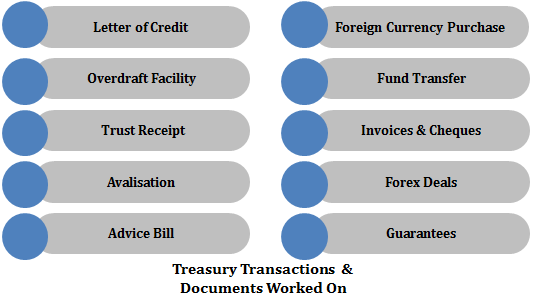 Letter of Credit
Overdraft Facility
Trust Receipt
Avalisation
Advice Bill
Foreign Currency Purchase
Fund Transfer
Invoices & Cheques
Forex Deals
Guarantees
Treasury Transactions &
Documents Worked On